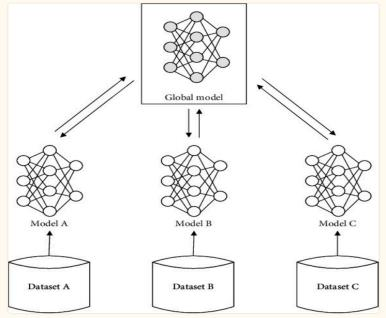 Global model
Model A
Model B
Model C
Dataset A
Dataset B
Dataset C